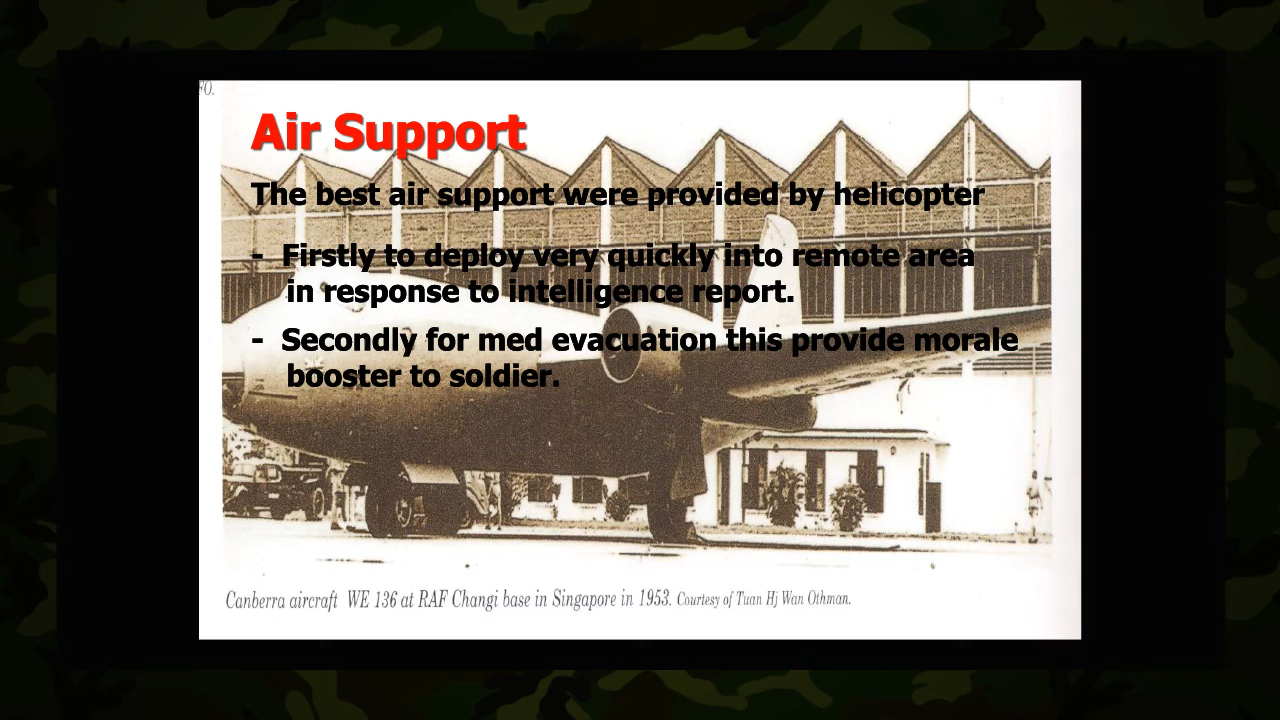 FO.
Air Support
The best air support were provided by helicopter
- Firstly to deploy very quickly into remote area
in response to intelligence report.
- Secondly for med evacuation this provide morale
booster to soldier.
Canberra aircraft WE 136 at RAF Changi base in Singapore in 1953. Courtesy of Tuan Hj Wan Othman.